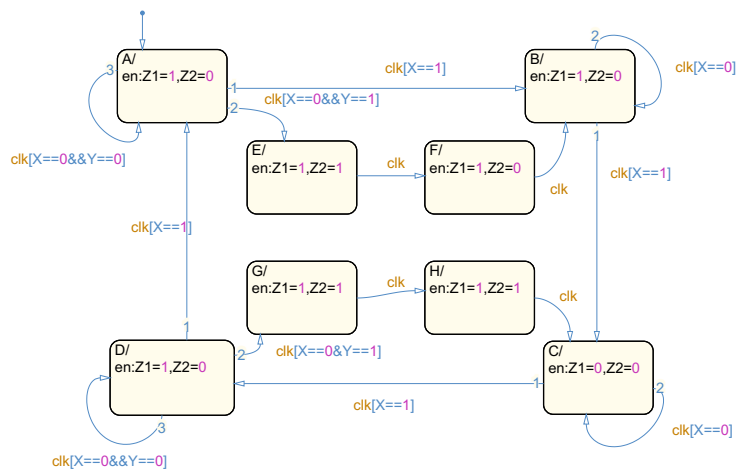 A/
en:Z1=1,Z2=0
3
1
2
clk[X==1]
clk[X==0&&Y==1]
clk[X==0&&Y==0]
B/
en:Z1=1,Z2=0
2
1
clk[X==0]
clk[X==1]
E/
en:Z1=1,Z2=1
clk
F/
en:Z1=1,Z2=0
clk
clk[X==1]
G/
en:Z1=1,Z2=1
clk
H/
en:Z1=1,Z2=1
clk
1
D/
en:Z1=1,Z2=0
2
3
clk[X==0&Y==1]
clk[X==0&&Y==0]
C/
en:Z1=0,Z2=0
1
2
clk[X==1]
clk[X==0]